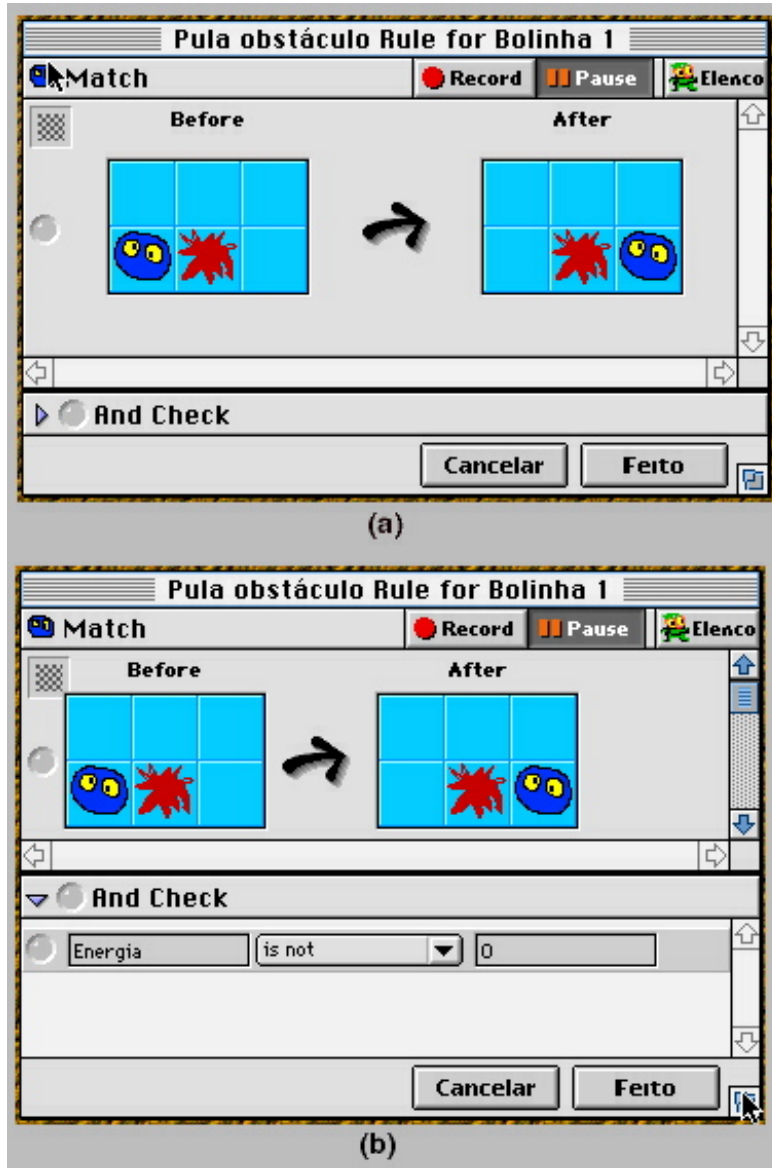 Pula obstáculo Rule for Bolinha 1
Match Record Pause Elenco
Before After
And Check
Cancelar Feito
(a)
Pula obstáculo Rule for Bolinha 1
Match Record Pause Elenco
Before After
And Check
Energia is not 0
Cancelar Feito
(b)